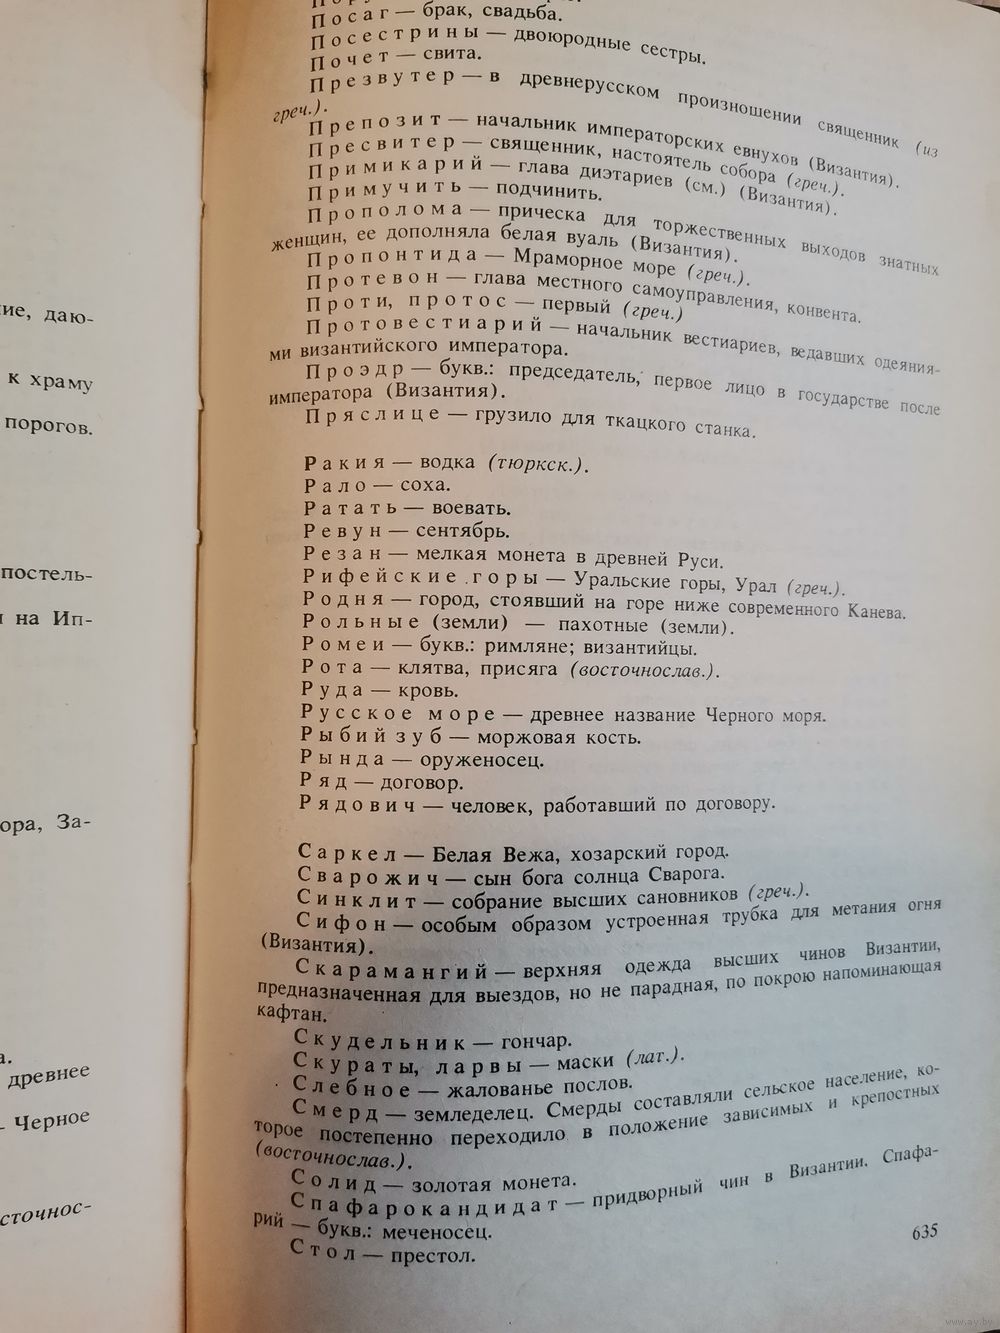 ие, даю-
к храму
порогов.
постель-
на Ип-
ора, За-
а.
древнее
Черное
сточнос-
Посаг — брак, свадьба.
Посестрины — двоюродные сестры.
Почет — свита.
Презвутер — в древнерусском произношении священник (из
греч.).
Препозит — начальник императорских евнухов (Византия).
Пресвитер — священник, настоятель собора (греч.).
Примикарий — глава диэтариев (см.) (Византия).
Примучить — подчинить.
Прополома — прическа для торжественных выходов знатных
женщин, ее дополняла белая вуаль (Византия).
Пропонтида — Мраморное море (греч.).
Протевон — глава местного самоуправления, конвента.
Проти, протос — первый (греч.)
Протовестиарий — начальник вестиариев, ведавших одеяния-
ми византийского императора.
Проэдр — букв.: председатель, первое лицо в государстве после
императора (Византия).
Пряслице — грузило для ткацкого станка.
Ракия — водка (тюркск.).
Рало — соха.
Ратать — воевать.
Ревун — сентябрь.
Резан — мелкая монета в древней Руси.
Рифейские горы — Уральские горы, Урал (греч.).
Родня — город, стоявший на горе ниже современного Канева.
Рольные (земли) — пахотные (земли).
Ромеи — букв.: римляне; византийцы.
Рота — клятва, присяга (восточнослав.).
Руда — кровь.
Русское море — древнее название Черного моря.
Рыбий зуб — моржовая кость.
Рында — оруженосец.
Ряд — договор.
Рядович — человек, работавший по договору.
Саркел — Белая Вежа, хозарский город.
Сварожич — сын бога солнца Сварога.
Синклит — собрание высших сановников (греч.).
Сифон — особым образом устроенная трубка для метания огня
(Византия).
Скарамангий — верхняя одежда высших чинов Византии,
предназначенная для выездов, но не парадная, по покрою напоминающая
кафтан.
Скудельник — гончар.
Скураты, ларвы — маски (лат.).
Слебное — жалованье послов.
Смерд — земледелец. Смерды составляли сельское население, ко-
торое постепенно переходило в положение зависимых и крепостных
(восточнослав.).
Солид — золотая монета.
Спафарокандидат — придворный чин в Византии. Спафа-
рий — букв.: меченосец.
Стол — престол.
635
www.ay.by